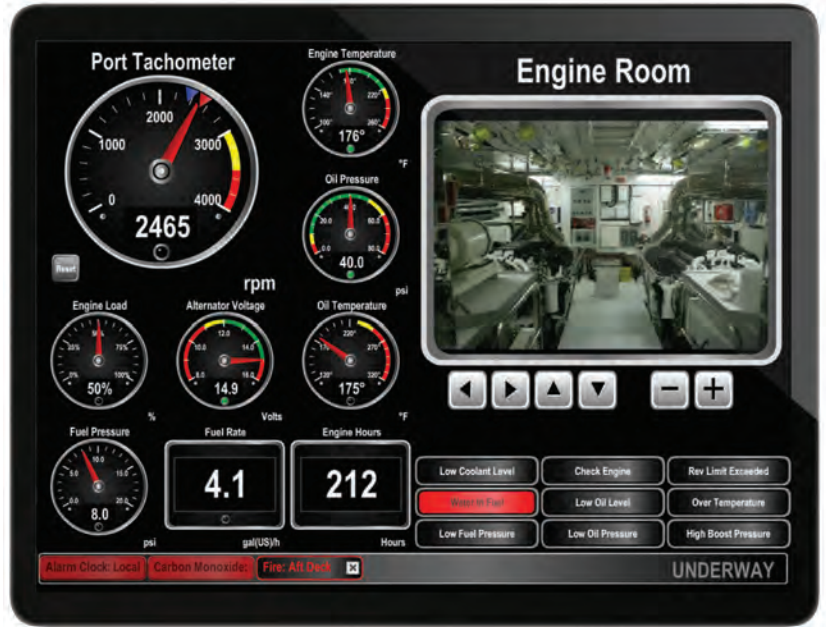 Port Tachometer
1000
2000
3000
0
4000
2465
rpm
Reset
Engine Temperature
140°
220°
100°
260°
176°
°F
Oil Pressure
20.0
60.0
0.0
80.0
40.0
psi
Engine Room
Engine Load
50%
25%
75%
0%
100%
50%
%
Alternator Voltage
12.0
10.0
14.0
8.0
16.0
14.9
Volts
Oil Temperature
220°
270°
120°
320°
175°
°F
Fuel Pressure
10.0
5.0
15.0
0.0
20.0
8.0
psi
Fuel Rate
4.1
gal(US)/h
Engine Hours
212
Hours
Low Coolant Level
Check Engine
Rev Limit Exceeded
Water In Fuel
Low Oil Level
Over Temperature
Low Fuel Pressure
Low Oil Pressure
High Boost Pressure
Alarm Clock: Local
Carbon Monoxide:
Fire: Aft Deck
UNDERWAY